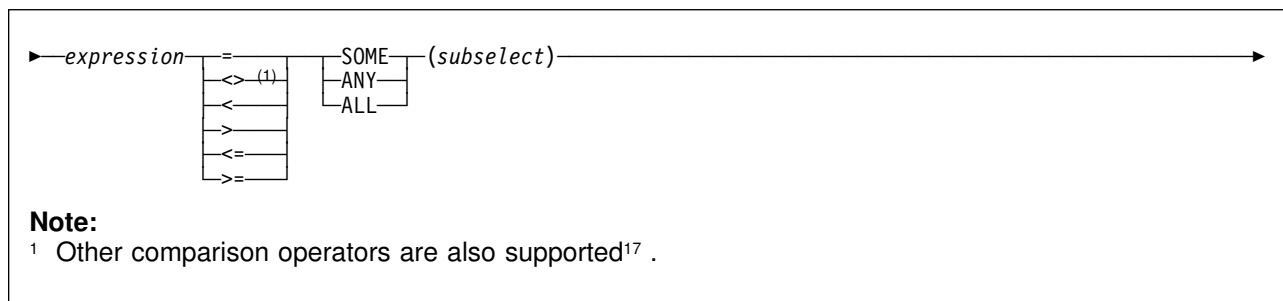 expression = SOME (subselect)
<> (1) ANY
< ALL
>
<=
>=
Note:
1 Other comparison operators are also supported17 .